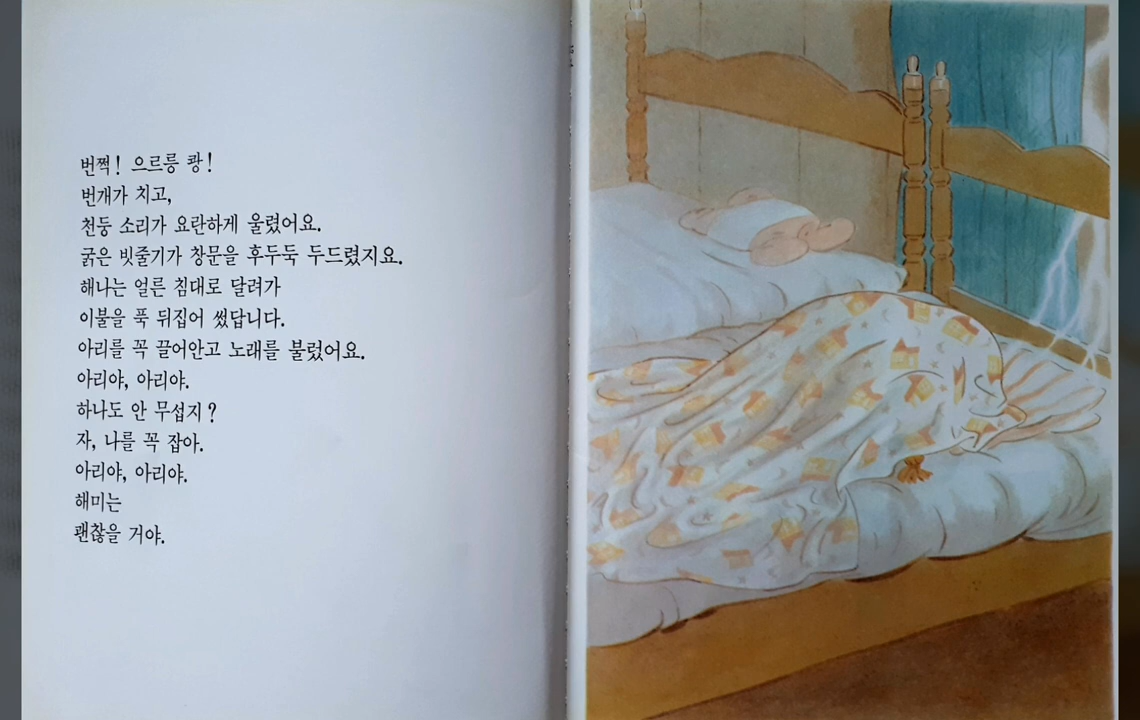 번쩍! 으르릉 쾅!
번개가 치고,
천둥 소리가 요란하게 울렸어요.
굵은 빗줄기가 창문을 후두둑 두드렸지요.
해나는 얼른 침대로 달려가
이불을 푹 뒤집어 썼답니다.
아리를 꼭 끌어안고 노래를 불렀어요.
아리야, 아리야.
하나도 안 무섭지?
자, 나를 꼭 잡아.
아리야, 아리야.
해미는
괜찮을 거야.